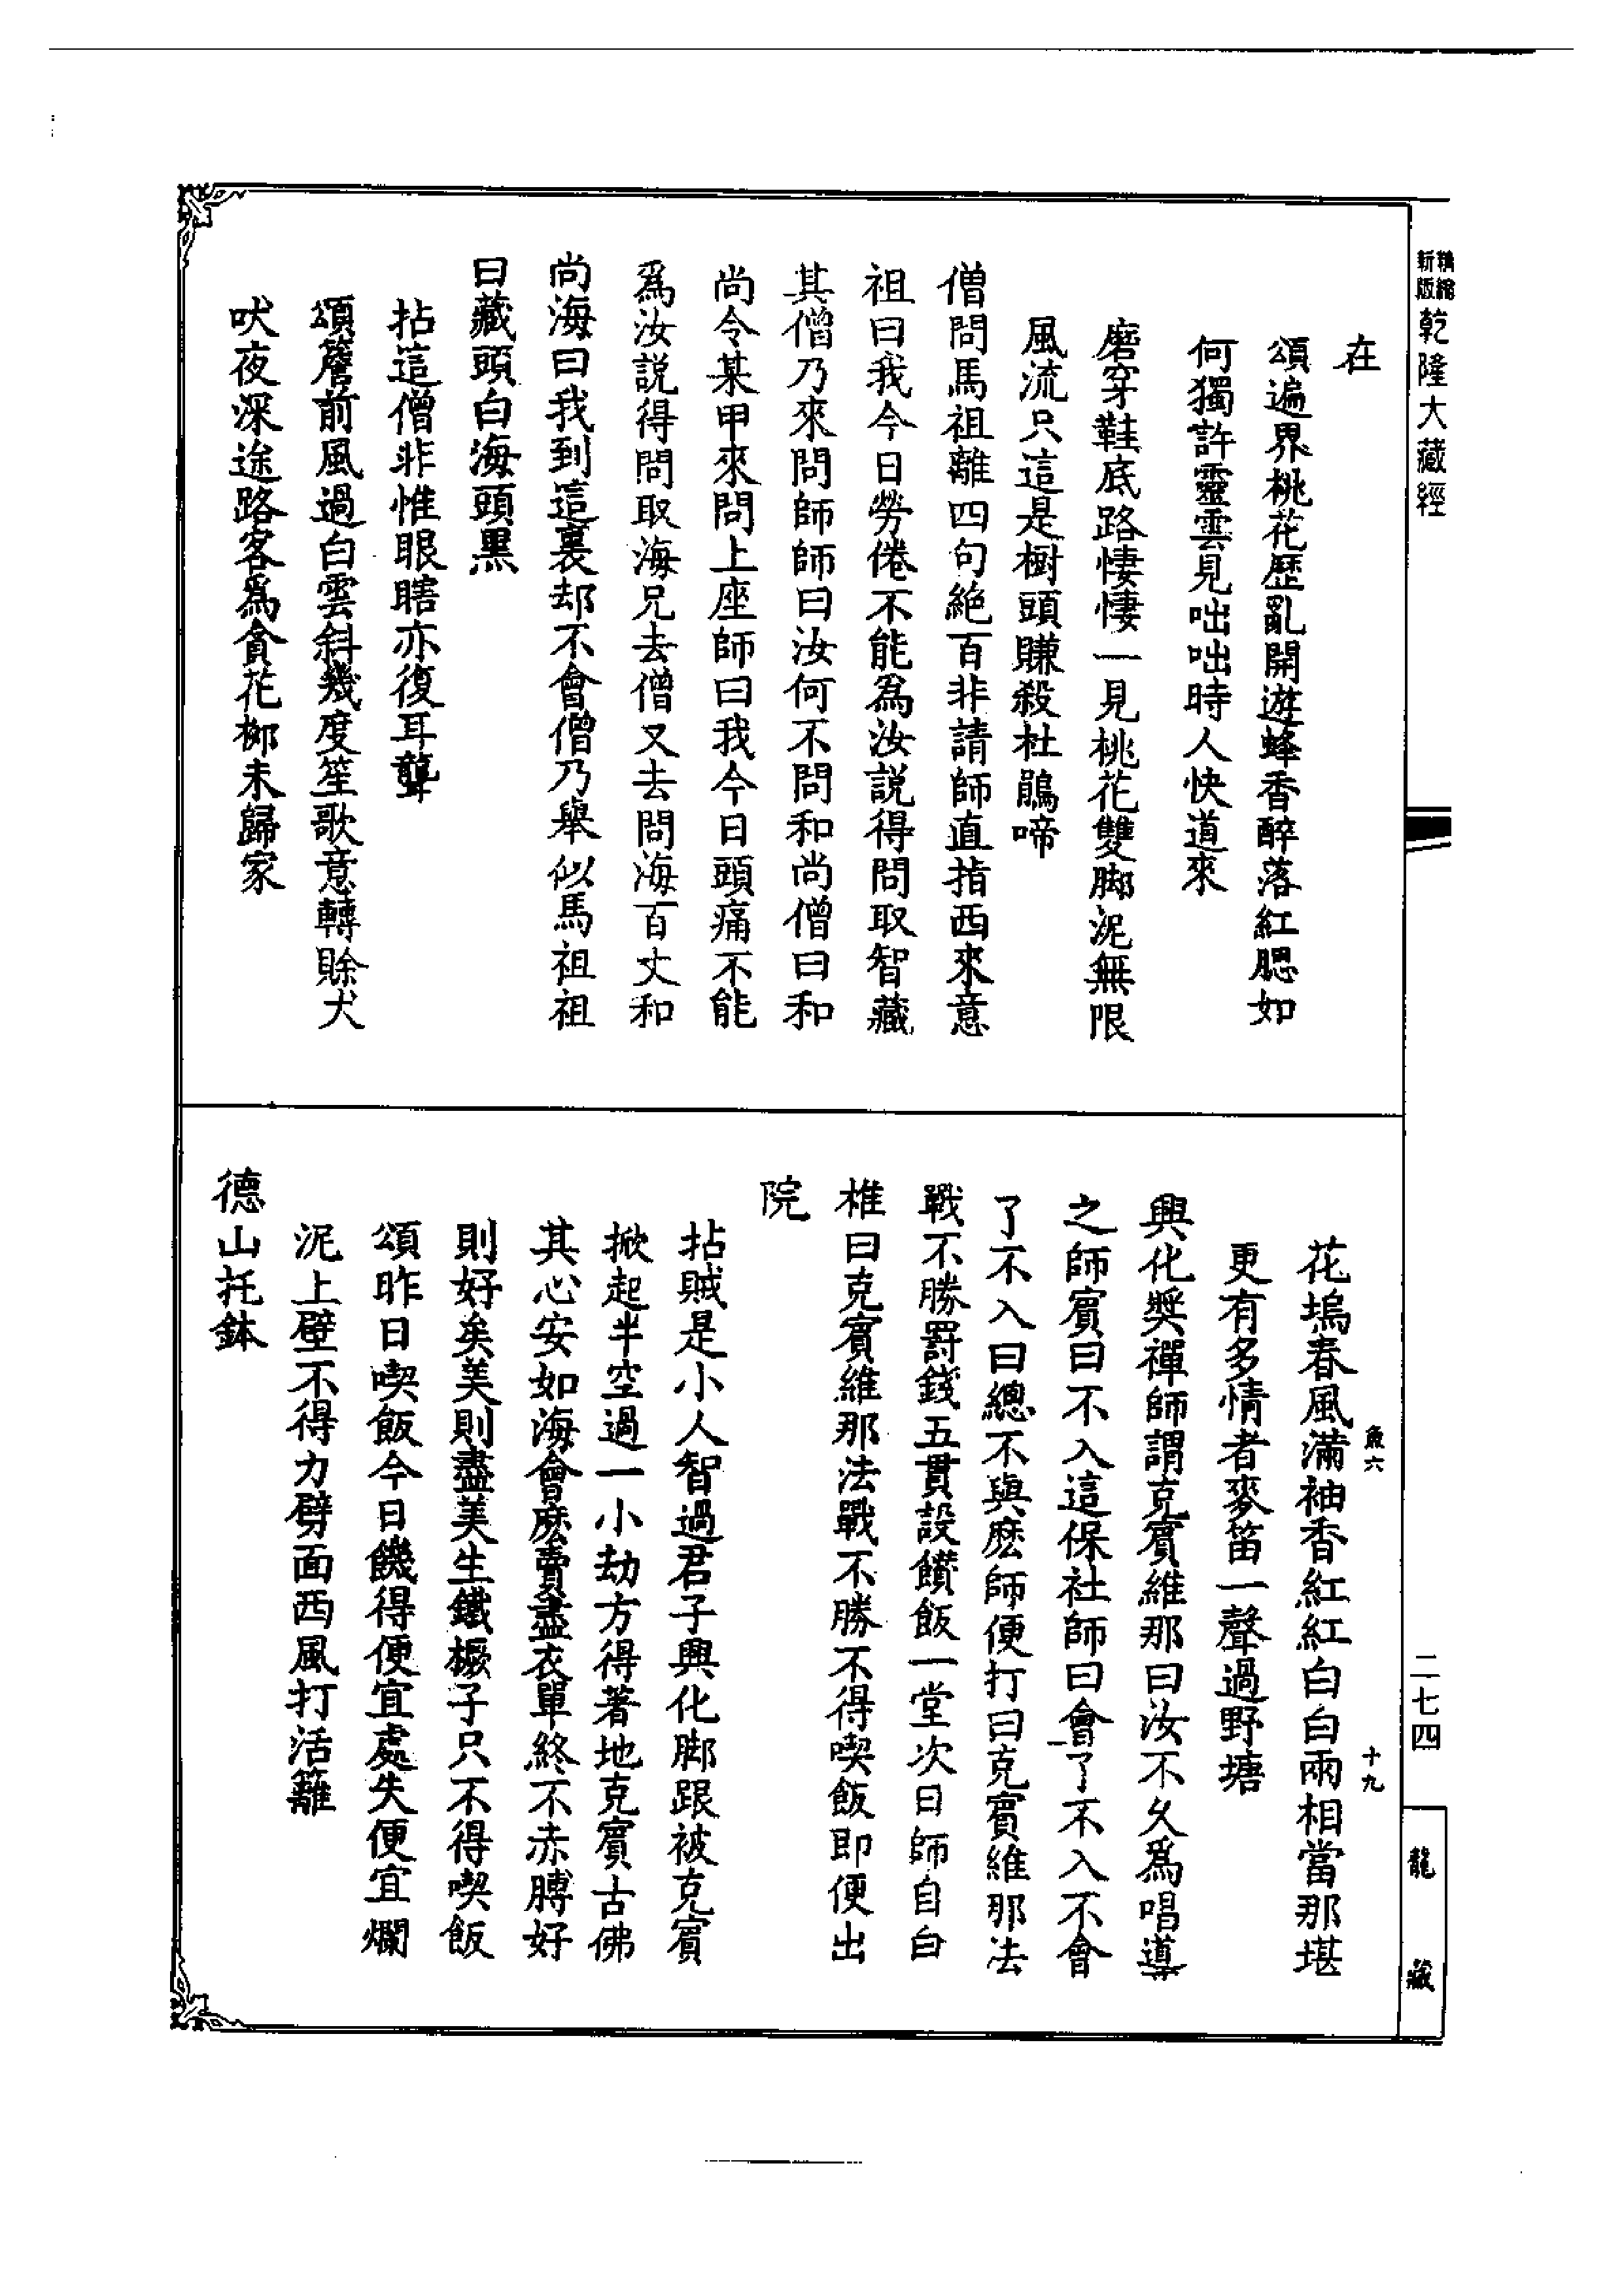 精縮新版乾隆大藏經
在
頌遍界桃花歷亂開遊蜂香醉落紅腮如
何獨許靈雲見咄咄時人快道來
磨穿鞋底路悽悽一見桃花雙脚泥無限
風流只這是樹頭賺殺杜鵑啼
僧問馬祖離四句絶百非請師直指西來意
祖曰我今日勞倦不能爲汝説得問取智藏
其僧乃來問師師曰汝何不問和尚僧曰和
尚令某甲來問上座師曰我今日頭痛不能
爲汝説得問取海兄去僧又去問海百丈和
尚海曰我到這裏却不會僧乃舉似馬祖祖
曰藏頭白海頭黑
拈這僧非惟眼瞎亦復耳聾
頌簷前風過白雲斜幾度笙歌意轉賒犬
吠夜深途路客爲貪花柳未歸家
魚六
十九
花塢春風滿袖香紅紅白白兩相當那堪
更有多情者麥笛一聲過野塘
興化奬禪師謂克賓維那曰汝不久爲唱導
之師賓曰不入這保社師曰會了不入不會
了不入曰總不與麽師便打曰克賓維那法
戰不勝罸錢五貫設饡飯一堂次日師自白
椎曰克賓維那法戰不勝不得喫飯即便出
院
拈賊是小人智過君子興化脚跟被克賓
掀起半空過一小劫方得著地克賓古佛
其心安如海會麽賣盡衣單終不赤膊好
則好矣美則盡美生鐵橛子只不得喫飯
頌昨日喫飯今日饑得便宜處失便宜爛
泥上壁不得力劈面西風打活籬
德山托鉢
二七四
龍藏